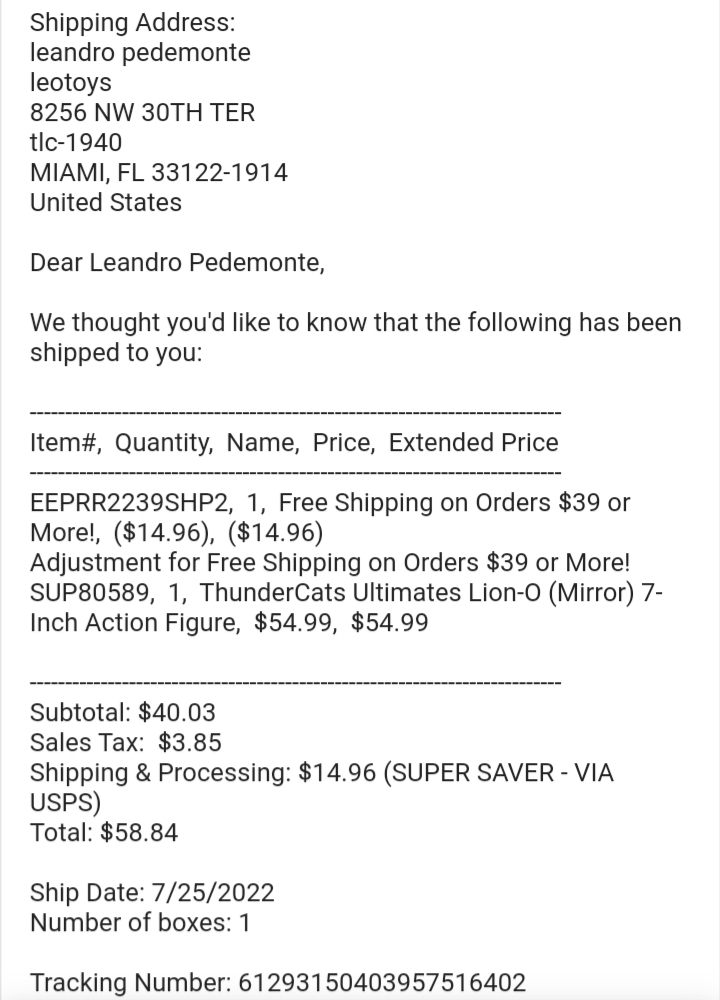 Shipping Address:
leandro pedemonte
leotoys
8256 NW 30TH TER
tlc-1940
MIAMI, FL 33122-1914
United States
Dear Leandro Pedemonte,
We thought you'd like to know that the following has been
shipped to you:
---------------------------------------------------------------------------
Item#,  Quantity,  Name,  Price,  Extended Price
---------------------------------------------------------------------------
EEPRR2239SHP2,  1,  Free Shipping on Orders $39 or
More!,  ($14.96),  ($14.96)
Adjustment for Free Shipping on Orders $39 or More!
SUP80589,  1,  ThunderCats Ultimates Lion-O (Mirror) 7-
Inch Action Figure,  $54.99,  $54.99
---------------------------------------------------------------------------
Subtotal: $40.03
Sales Tax:  $3.85
Shipping & Processing: $14.96 (SUPER SAVER - VIA
USPS)
Total: $58.84
Ship Date: 7/25/2022
Number of boxes: 1
Tracking Number: 61293150403957516402